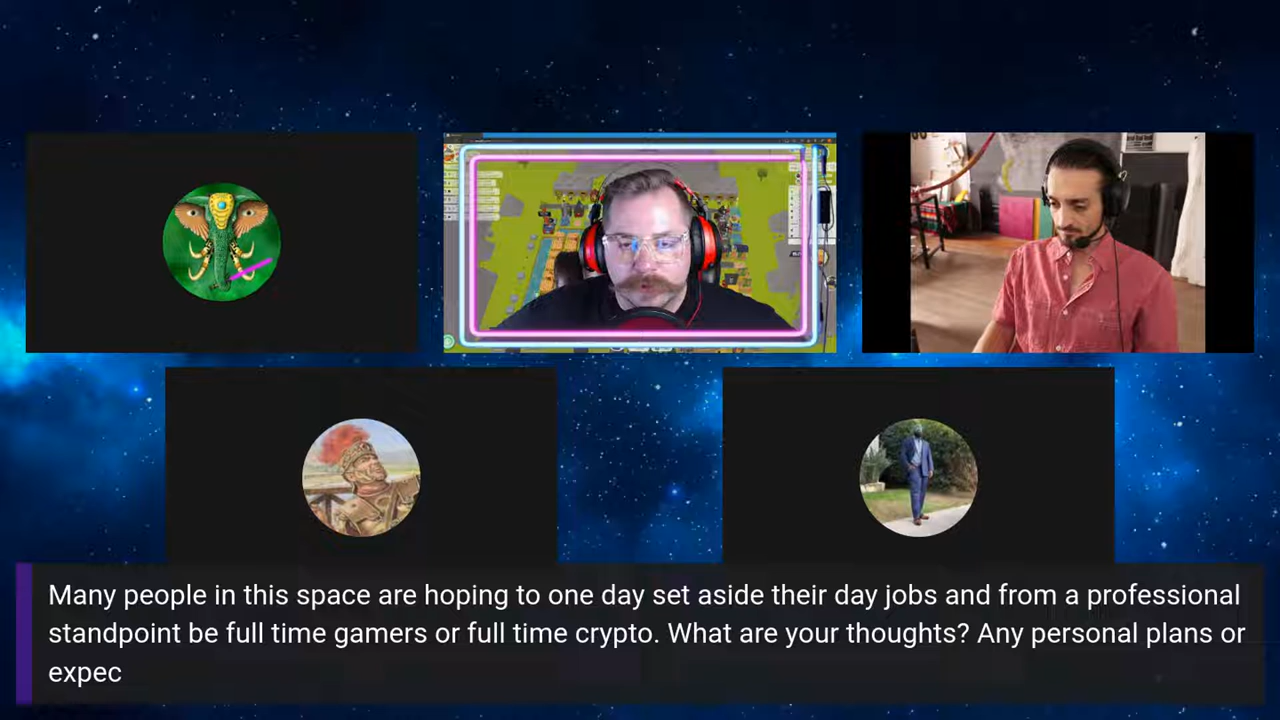 Many people in this space are hoping to one day set aside their day jobs and from a professional
standpoint be full time gamers or full time crypto. What are your thoughts? Any personal plans or
expec